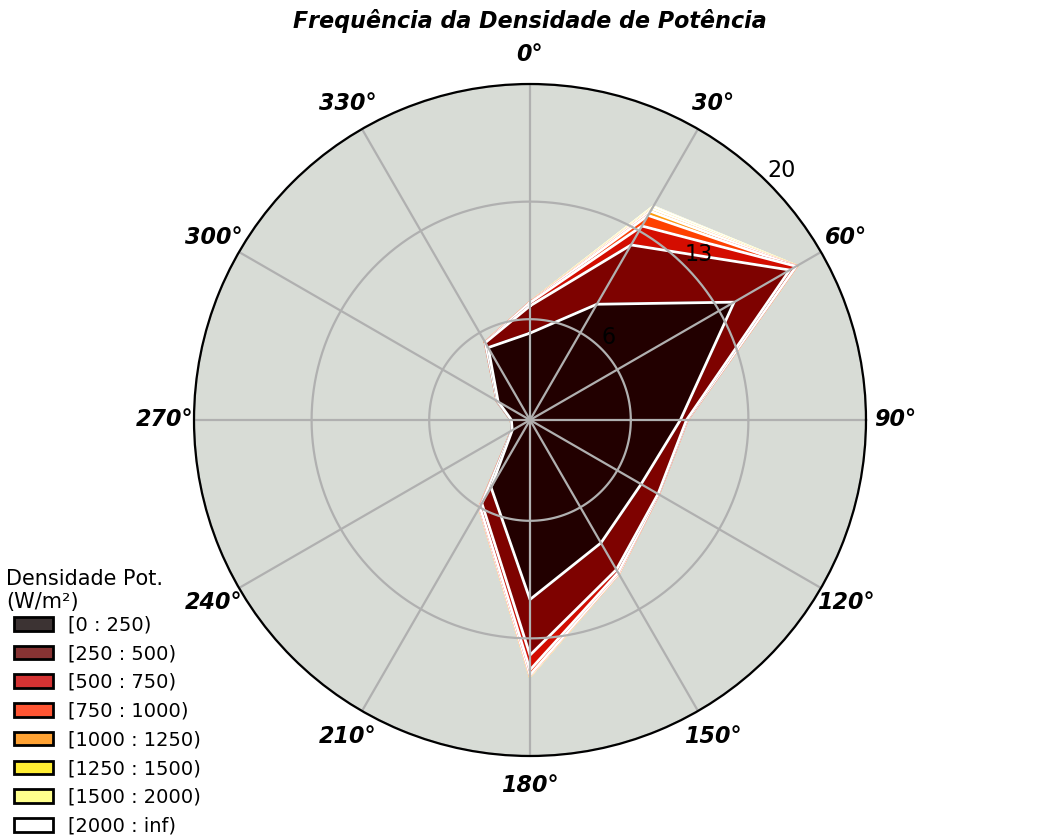 Frequência da Densidade de Potência
0°
330°
30°
20
300°
60°
13
6
270°
90°
240°
120°
210°
150°
180°
Densidade Pot.
(W/m²)
[0 : 250)
[250 : 500)
[500 : 750)
[750 : 1000)
[1000 : 1250)
[1250 : 1500)
[1500 : 2000)
[2000 : inf)